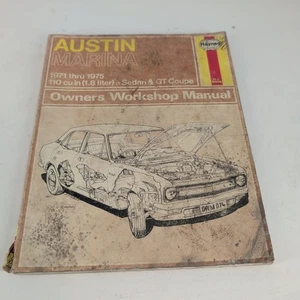 AUSTIN
MARINA
Haynes
1971 thru 1975
110 cu in (1.8 liter) • Sedan & GT Coupe
Owners Workshop Manual